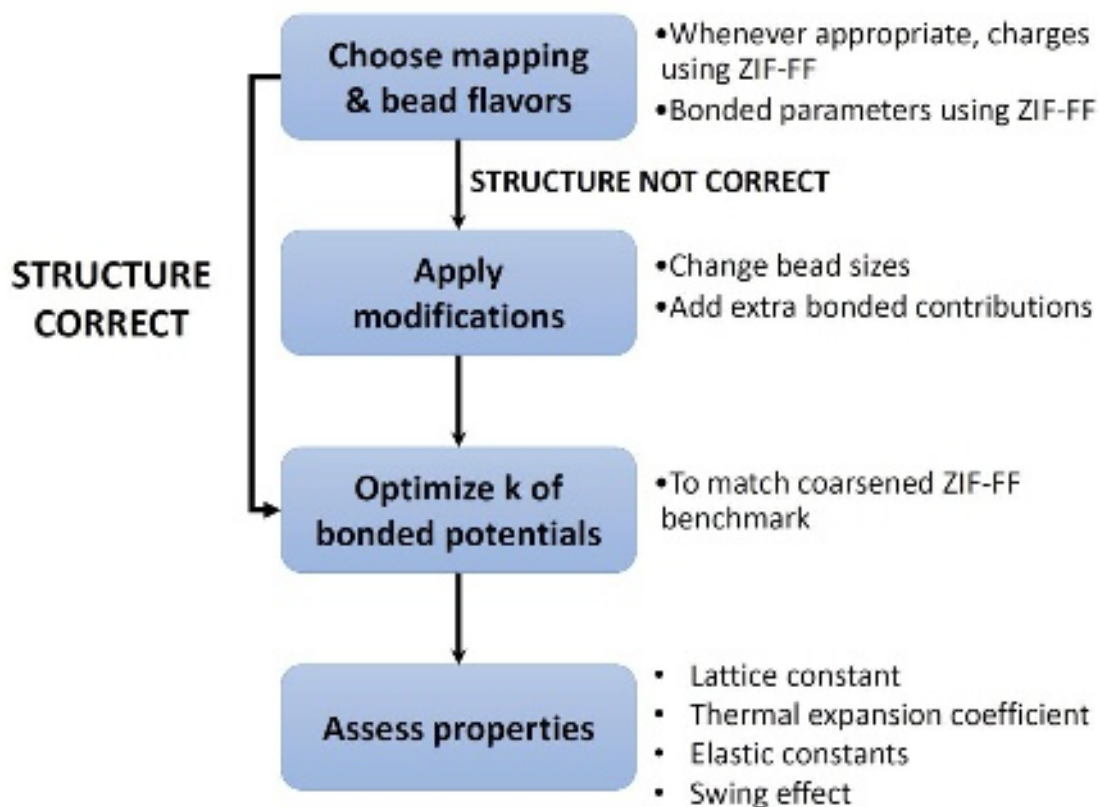 Choose mapping
& bead flavors
•Whenever appropriate, charges
using ZIF-FF
•Bonded parameters using ZIF-FF
STRUCTURE NOT CORRECT
STRUCTURE
CORRECT
Apply
modifications
•Change bead sizes
•Add extra bonded contributions
Optimize k of
bonded potentials
•To match coarsened ZIF-FF
benchmark
Assess properties
• Lattice constant
• Thermal expansion coefficient
• Elastic constants
• Swing effect